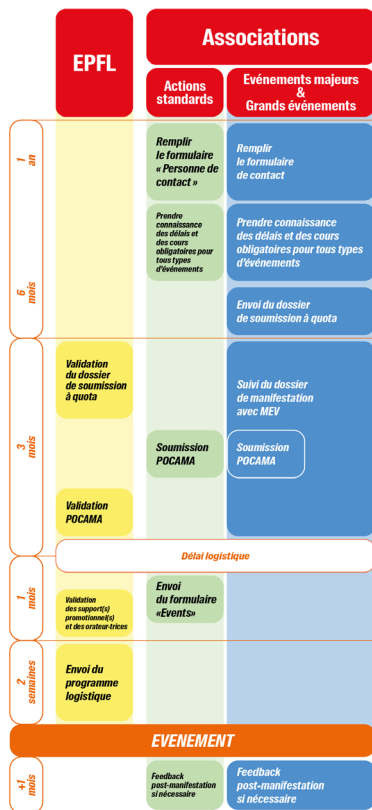 EPFL
Associations
Actions
standards
Evénements majeurs
&
Grands événements
1
an
Remplir
le formulaire
« Personne de
contact »
Remplir
le formulaire
de contact
Prendre
connaissance
des délais et
des cours
obligatoires pour
tous types
d'événements
Prendre connaissance
des délais et des cours
obligatoires pour tous types
d'événements
6
mois
Envoi du dossier
de soumission à quota
3
mois
Validation
du dossier
de soumission
à quota
Suivi du dossier
de manifestation
avec MEV
Soumission
POCAMA
Soumission
POCAMA
Validation
POCAMA
Délai logistique
1
mois
Validation
des support(s)
promotionnel(s)
et des orateur-trices
Envoi
du formulaire
«Events»
2
semaines
Envoi du
programme
logistique
EVENEMENT
+1
mois
Feedback
post-manifestation
si nécessaire
Feedback
post-manifestation
si nécessaire